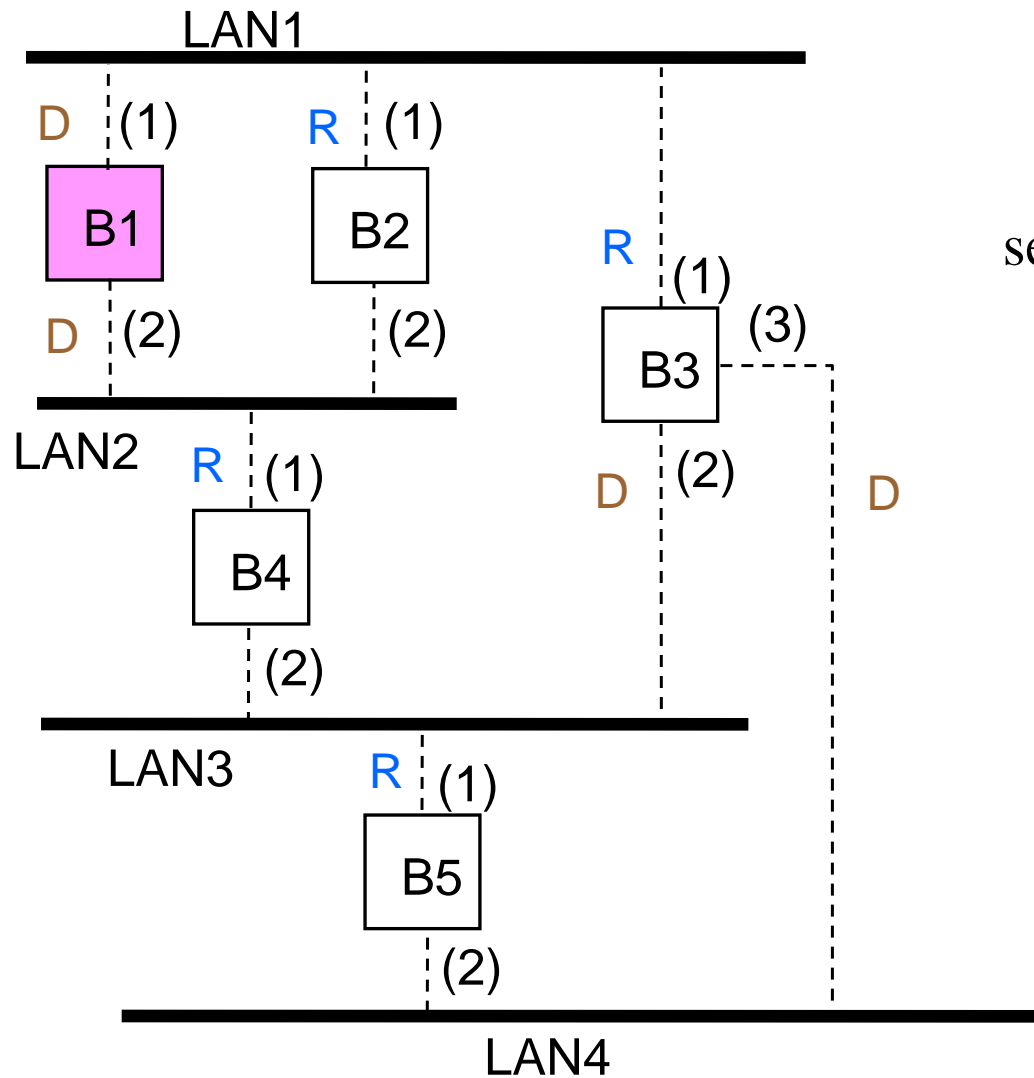 LAN1
D (1) R (1)
B1 B2
R (1) (3)
se
D (2) (2)
B3
LAN2 R (1)
D (2) D
B4
(2)
LAN3 R (1)
B5
(2)
LAN4